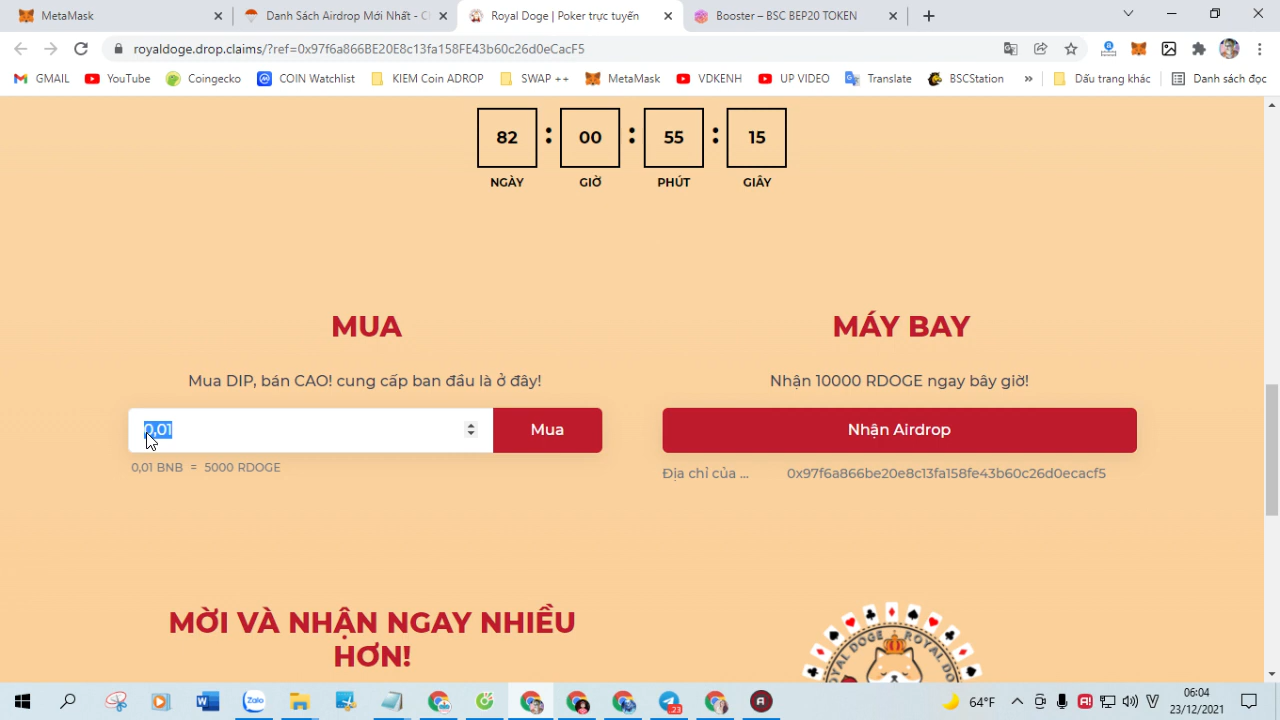 MetaMask
Danh Sách Airdrop Mới Nhất - C
Royal Doge | Poker trực tuyến
Booster – BSC BEP20 TOKEN
royaldoge.drop.claims/?ref=0x97f6a866BE20E8c13fa158FE43b60c26d0eCacF5
GMAIL
YouTube
Coingecko
COIN Watchlist
KIEM Coin ADROP
SWAP ++
MetaMask
VDKENH
UP VIDEO
Translate
BSCStation
»
Dấu trang khác
Danh sách đọc
82 : 00 : 55 : 15
NGÀY GIỜ PHÚT GIÂY
MUA
Mua DIP, bán CAO! cung cấp ban đầu là ở đây!
0,01
Mua
0,01 BNB = 5000 RDOGE
MÁY BAY
Nhận 10000 RDOGE ngay bây giờ!
Nhận Airdrop
Địa chỉ của ... 0x97f6a866be20e8c13fa158fe43b60c26d0ecacf5
MỜI VÀ NHẬN NGAY NHIỀU
HƠN!
ROYAL DOGE ROYAL DOGE
Zalo
23
64°F
06:04
23/12/2021